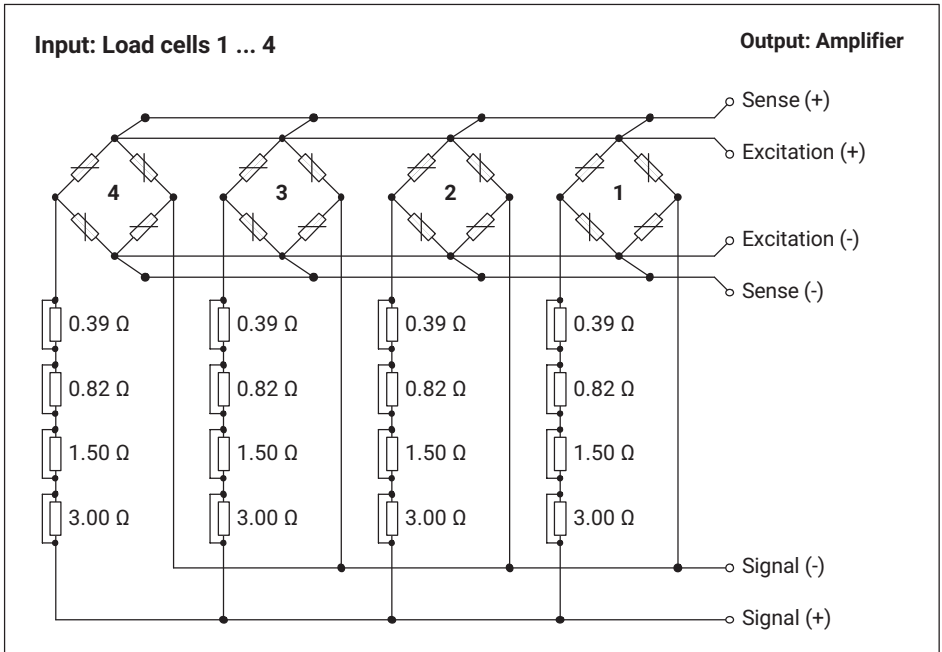 Input: Load cells 1 ... 4
Output: Amplifier
Sense (+)
Excitation (+)
4 3 2 1
Excitation (-)
Sense (-)
0.39 Ω 0.39 Ω 0.39 Ω 0.39 Ω
0.82 Ω 0.82 Ω 0.82 Ω 0.82 Ω
1.50 Ω 1.50 Ω 1.50 Ω 1.50 Ω
3.00 Ω 3.00 Ω 3.00 Ω 3.00 Ω
Signal (-)
Signal (+)